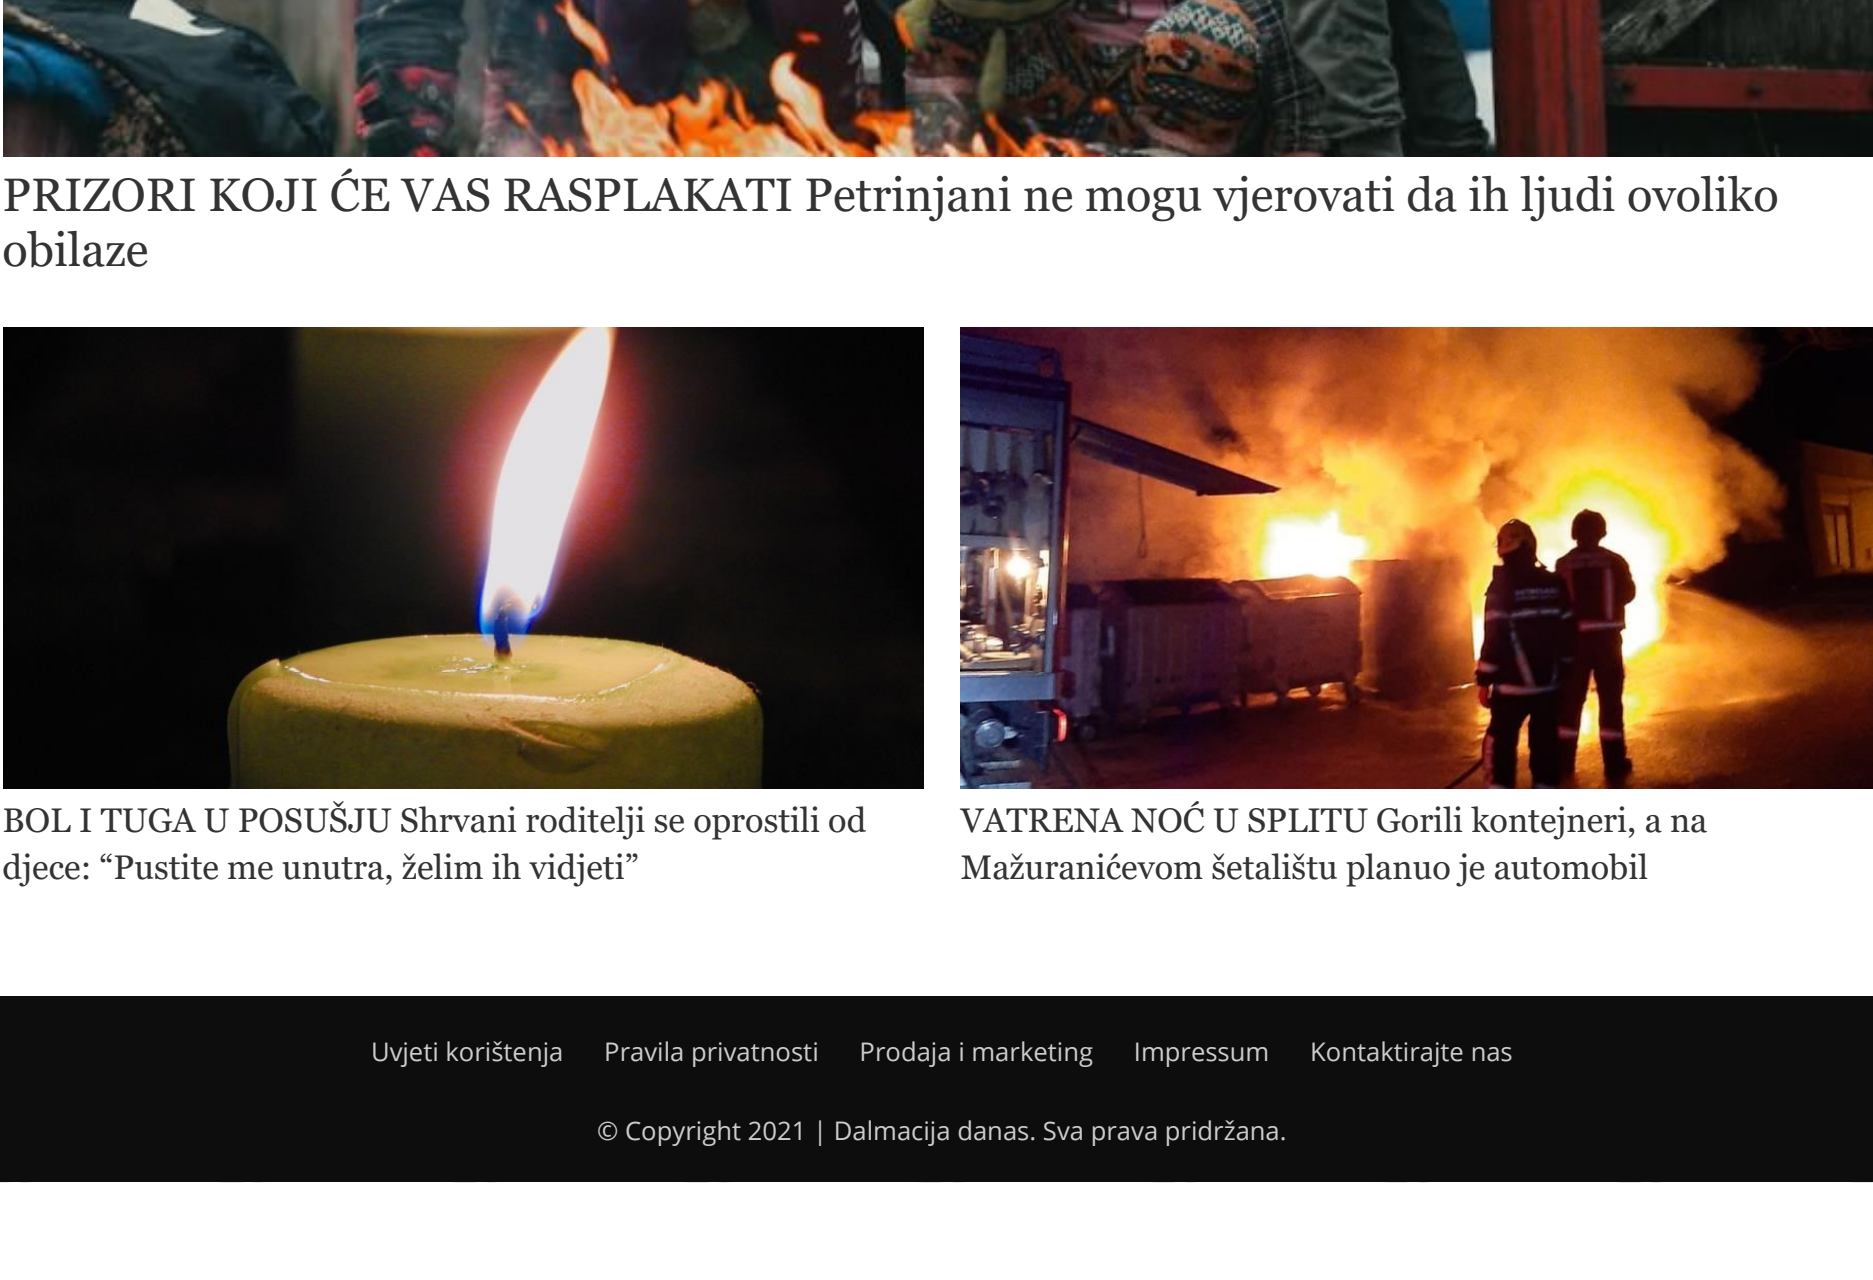 PRIZORI KOJI ĆE VAS RASPLAKATI Petrinjani ne mogu vjerovati da ih ljudi ovoliko
obilaze
BOL I TUGA U POSUŠJU Shrvani roditelji se oprostili od
djece: “Pustite me unutra, želim ih vidjeti”
VATRENA NOĆ U SPLITU Gorili kontejneri, a na
Mažuranićevom šetalištu planuo je automobil
Uvjeti korištenja Pravila privatnosti Prodaja i marketing Impressum Kontaktirajte nas
© Copyright 2021 | Dalmacija danas. Sva prava pridržana.